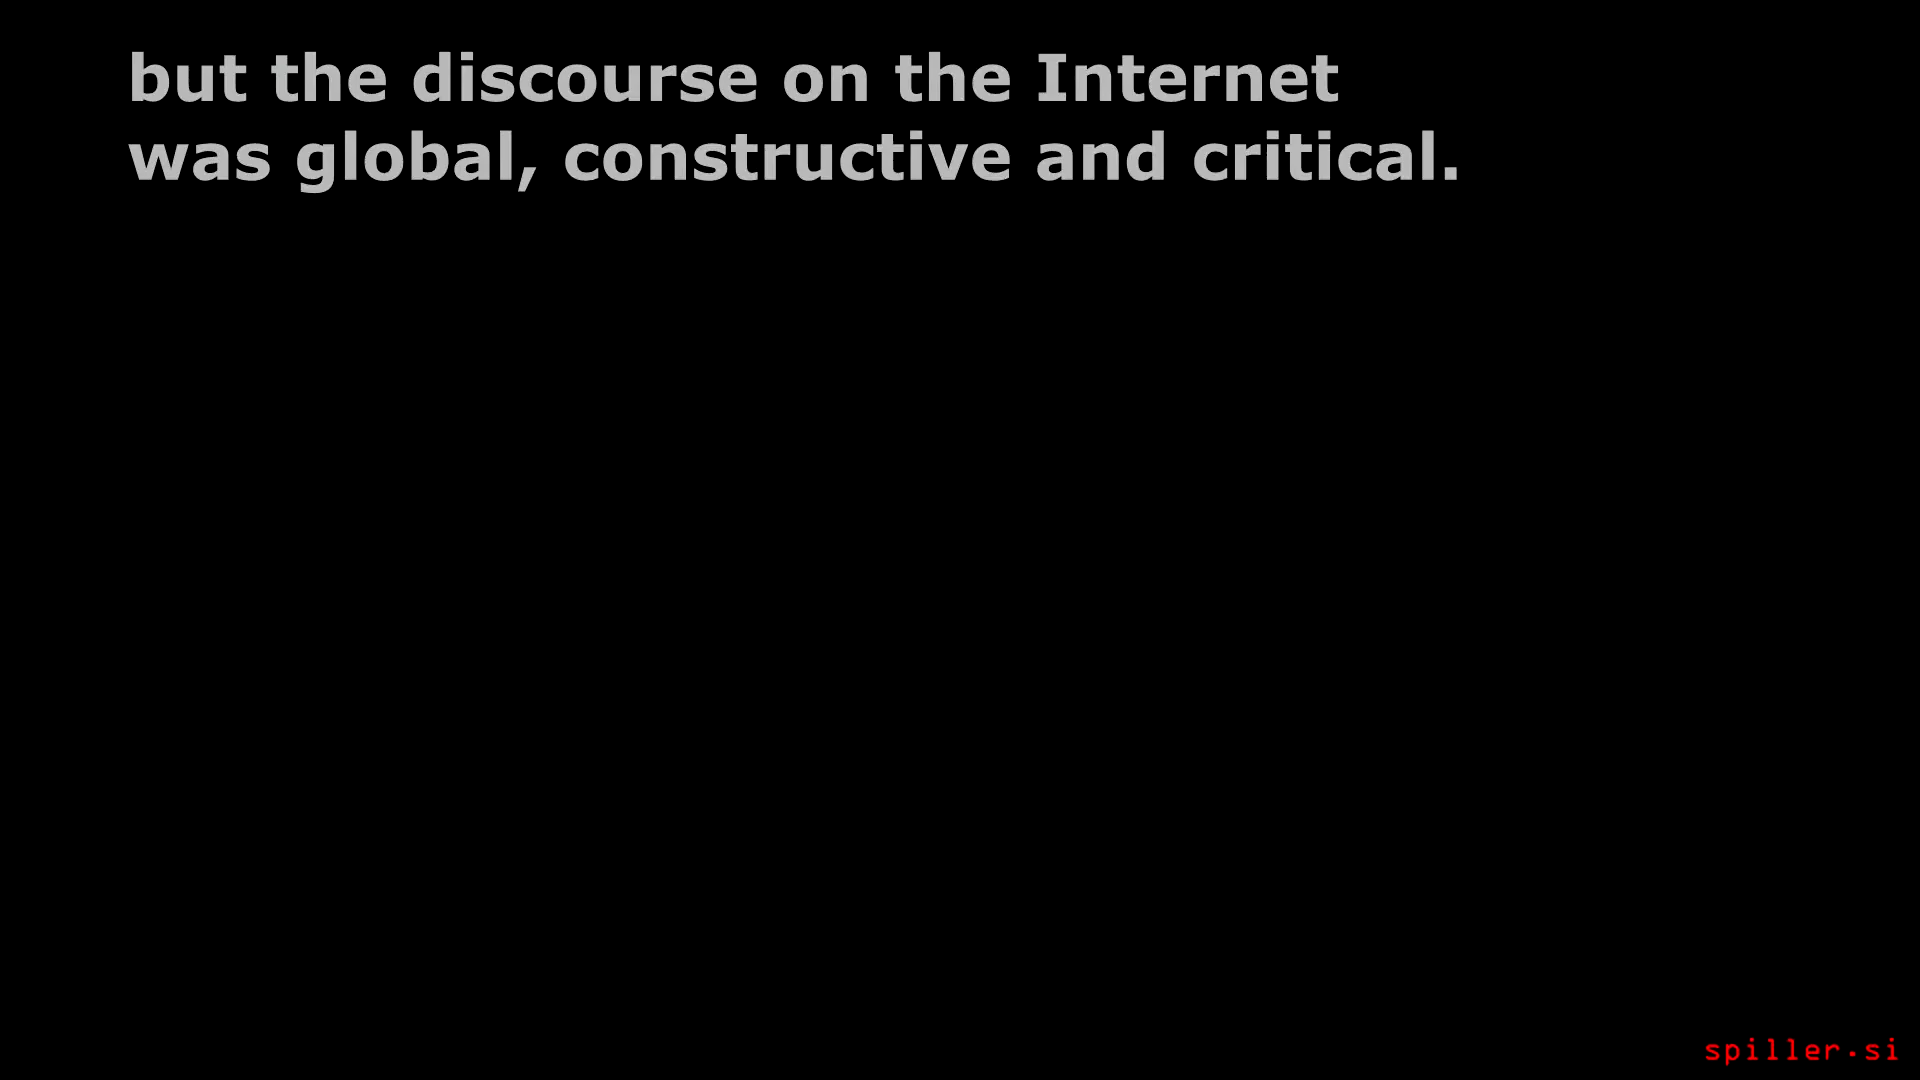 but the discourse on the Internet
was global, constructive and critical.
spiller.si